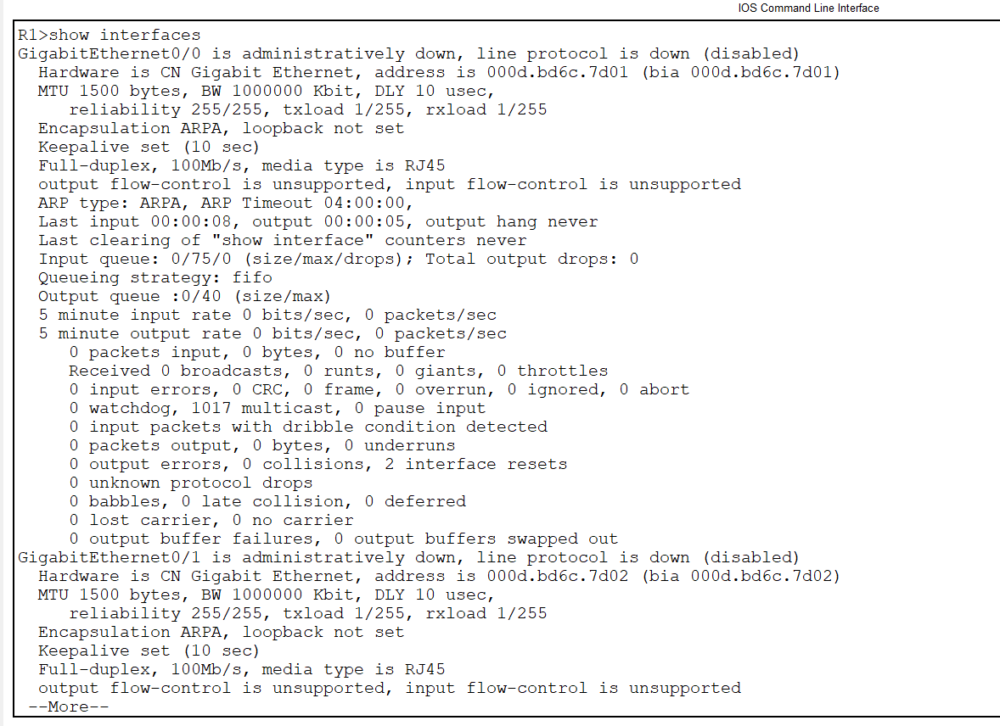 IOS Command Line Interface
R1>show interfaces
GigabitEthernet0/0 is administratively down, line protocol is down (disabled)
  Hardware is CN Gigabit Ethernet, address is 000d.bd6c.7d01 (bia 000d.bd6c.7d01)
  MTU 1500 bytes, BW 1000000 Kbit, DLY 10 usec,
     reliability 255/255, txload 1/255, rxload 1/255
  Encapsulation ARPA, loopback not set
  Keepalive set (10 sec)
  Full-duplex, 100Mb/s, media type is RJ45
  output flow-control is unsupported, input flow-control is unsupported
  ARP type: ARPA, ARP Timeout 04:00:00,
  Last input 00:00:08, output 00:00:05, output hang never
  Last clearing of "show interface" counters never
  Input queue: 0/75/0 (size/max/drops); Total output drops: 0
  Queueing strategy: fifo
  Output queue :0/40 (size/max)
  5 minute input rate 0 bits/sec, 0 packets/sec
  5 minute output rate 0 bits/sec, 0 packets/sec
     0 packets input, 0 bytes, 0 no buffer
     Received 0 broadcasts, 0 runts, 0 giants, 0 throttles
     0 input errors, 0 CRC, 0 frame, 0 overrun, 0 ignored, 0 abort
     0 watchdog, 1017 multicast, 0 pause input
     0 input packets with dribble condition detected
     0 packets output, 0 bytes, 0 underruns
     0 output errors, 0 collisions, 2 interface resets
     0 unknown protocol drops
     0 babbles, 0 late collision, 0 deferred
     0 lost carrier, 0 no carrier
     0 output buffer failures, 0 output buffers swapped out
GigabitEthernet0/1 is administratively down, line protocol is down (disabled)
  Hardware is CN Gigabit Ethernet, address is 000d.bd6c.7d02 (bia 000d.bd6c.7d02)
  MTU 1500 bytes, BW 1000000 Kbit, DLY 10 usec,
     reliability 255/255, txload 1/255, rxload 1/255
  Encapsulation ARPA, loopback not set
  Keepalive set (10 sec)
  Full-duplex, 100Mb/s, media type is RJ45
  output flow-control is unsupported, input flow-control is unsupported
 --More--